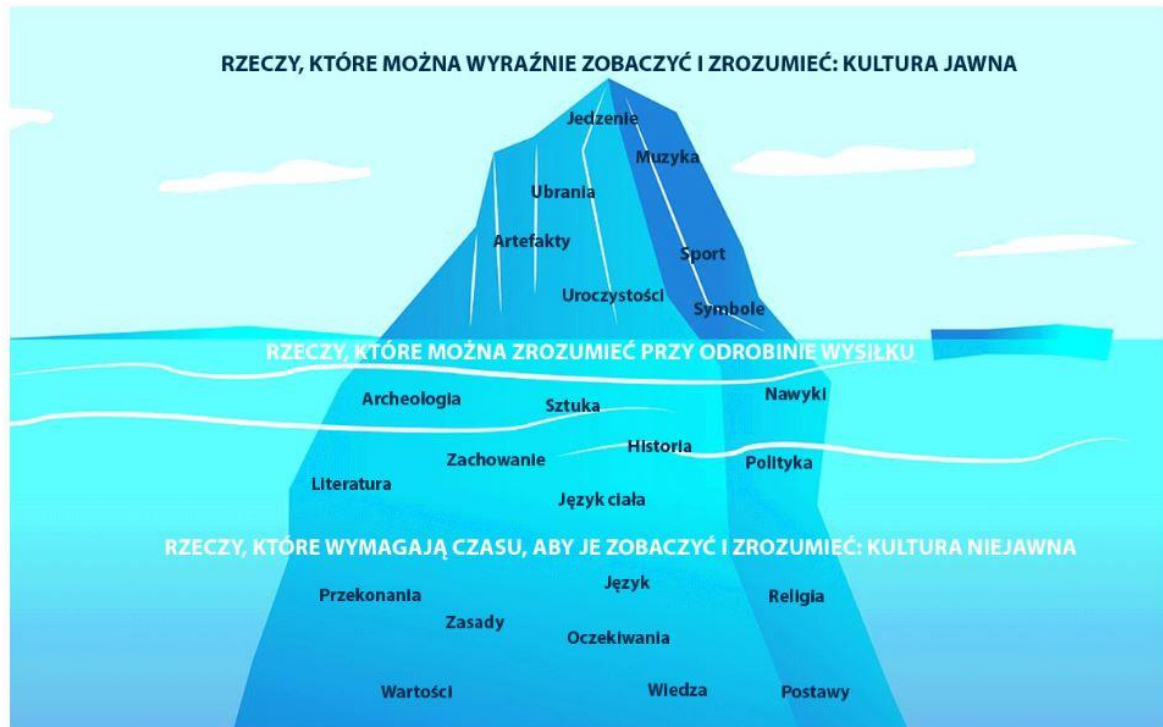 RZECZY, KTÓRE MOŻNA WYRAŹNIE ZOBACZYĆ I ZROZUMIEĆ: KULTURA JAWNA
Jedzenie
Muzyka
Ubrania
Artefakty
Sport
Uroczystości
Symbole
RZECZY, KTÓRE MOŻNA ZROZUMIEĆ PRZY ODROBINIE WYSIŁKU
Archeologia
Sztuka
Nawyki
Historia
Zachowanie
Polityka
Literatura
Język ciała
RZECZY, KTÓRE WYMAGAJĄ CZASU, ABY JE ZOBACZYĆ I ZROZUMIEĆ: KULTURA NIEJAWNA
Język
Przekonania
Religia
Zasady
Oczekiwania
Wartości
Wiedza
Postawy